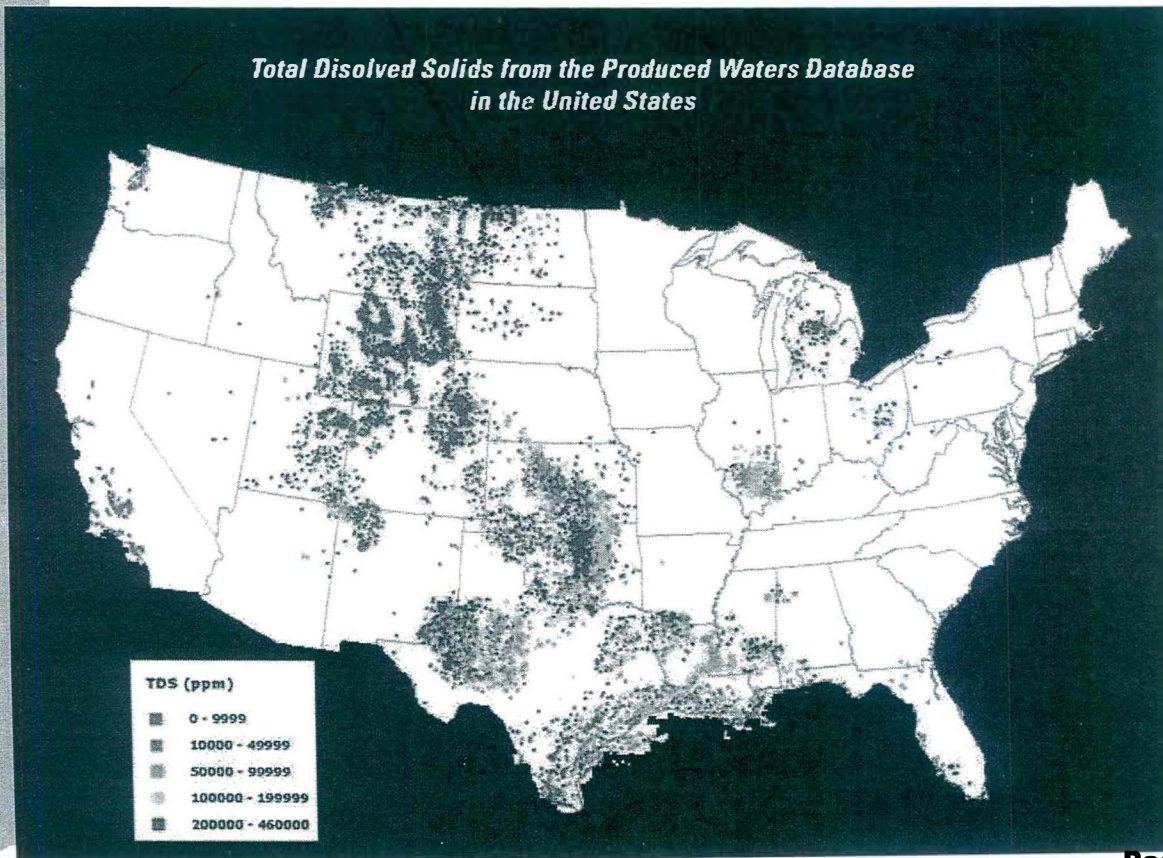 Total Disolved Solids from the Produced Waters Database
in the United States
TDS (ppm)
0 - 9999
10000 - 49999
50000 - 99999
100000 - 199999
200000 - 460000